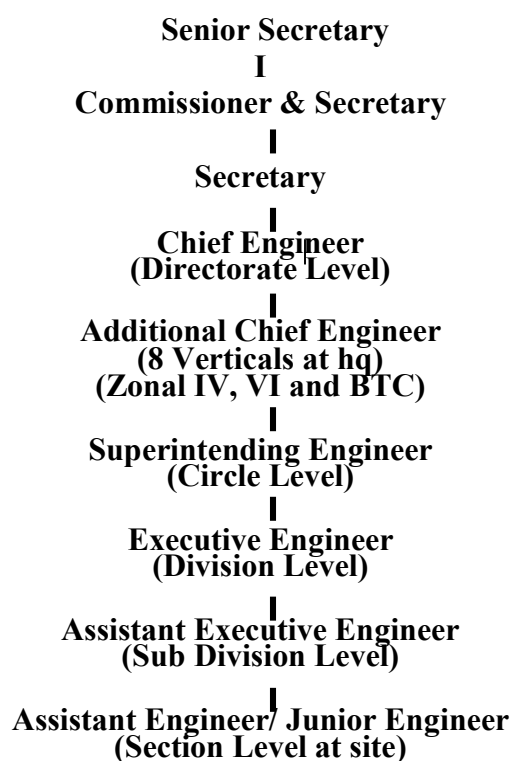 Senior Secretary
I
Commissioner & Secretary
Secretary
Chief Engineer
(Directorate Level)
Additional Chief Engineer
(8 Verticals at hq)
(Zonal IV, VI and BTC)
Superintending Engineer
(Circle Level)
Executive Engineer
(Division Level)
Assistant Executive Engineer
(Sub Division Level)
Assistant Engineer/ Junior Engineer
(Section Level at site)